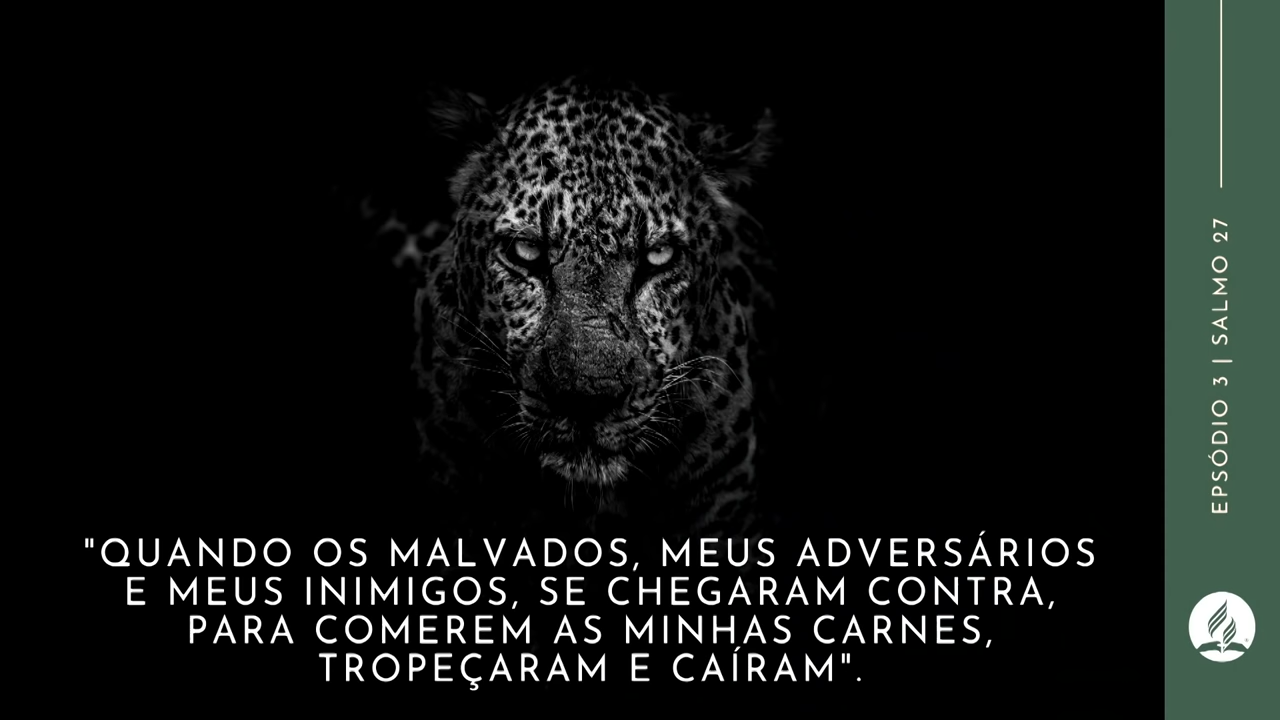 "QUANDO OS MALVADOS, MEUS ADVERSÁRIOS
E MEUS INIMIGOS, SE CHEGARAM CONTRA,
PARA COMEREM AS MINHAS CARNES,
TROPEÇARAM E CAÍRAM".
EPSÓDIO 3 | SALMO 27